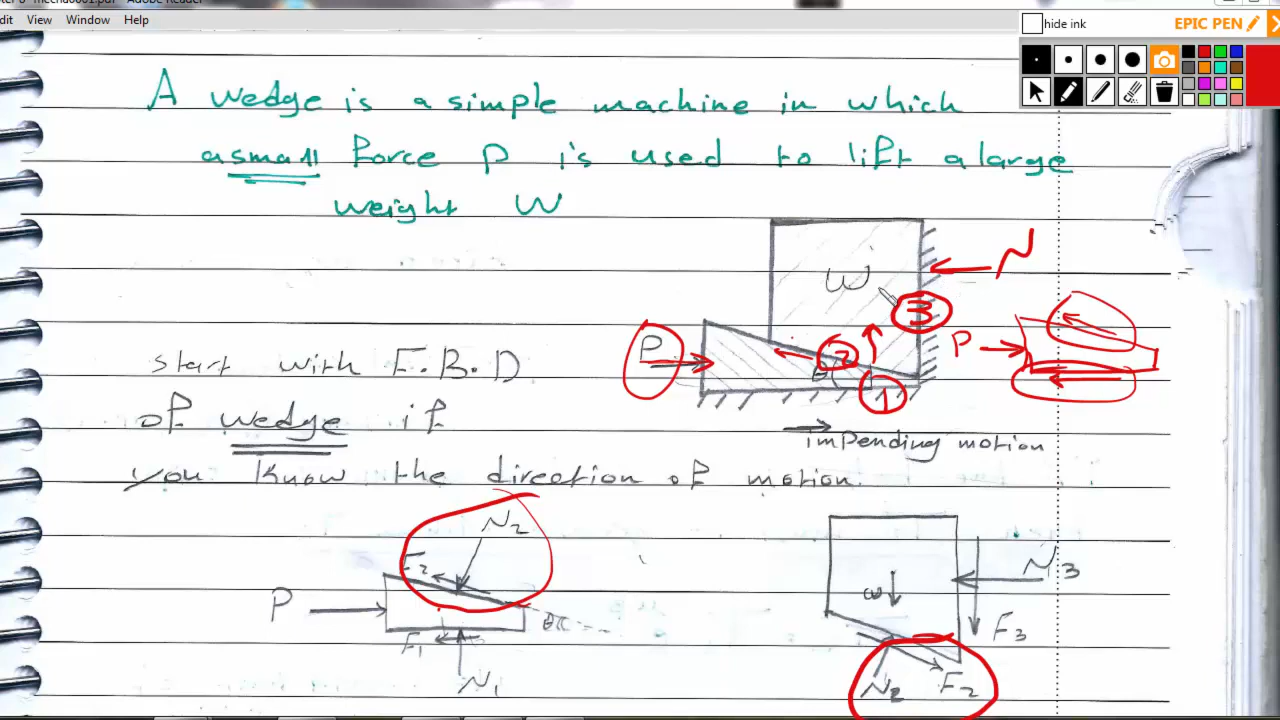 Adobe Reader
dit View Window Help
hide ink
EPIC PEN
A wedge is a simple machine in which
a small force P is used to lift a large
weight W
N
W
3
P
P
2
θ
1
impending motion
start with F.B.D
of wedge if
you know the direction of motion.
N2
F2
P
F1
N1
W
N3
F3
N2
F2